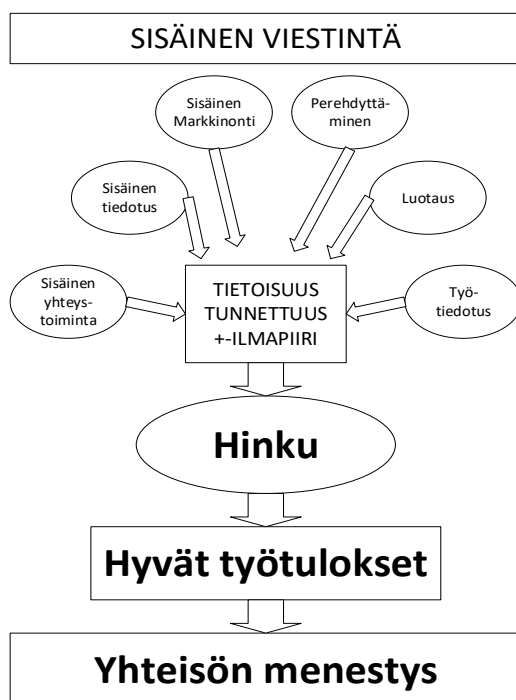 SISÄINEN VIESTINTÄ
Sisäinen
Markkinonti
Perehdyttä-
minen
Sisäinen
tiedotus
Luotaus
Sisäinen
yhteys-
toiminta
TIETOISUUS
TUNNETTUUS
+-ILMAPIIRI
Työ-
tiedotus
Hinku
Hyvät työtulokset
Yhteisön menestys